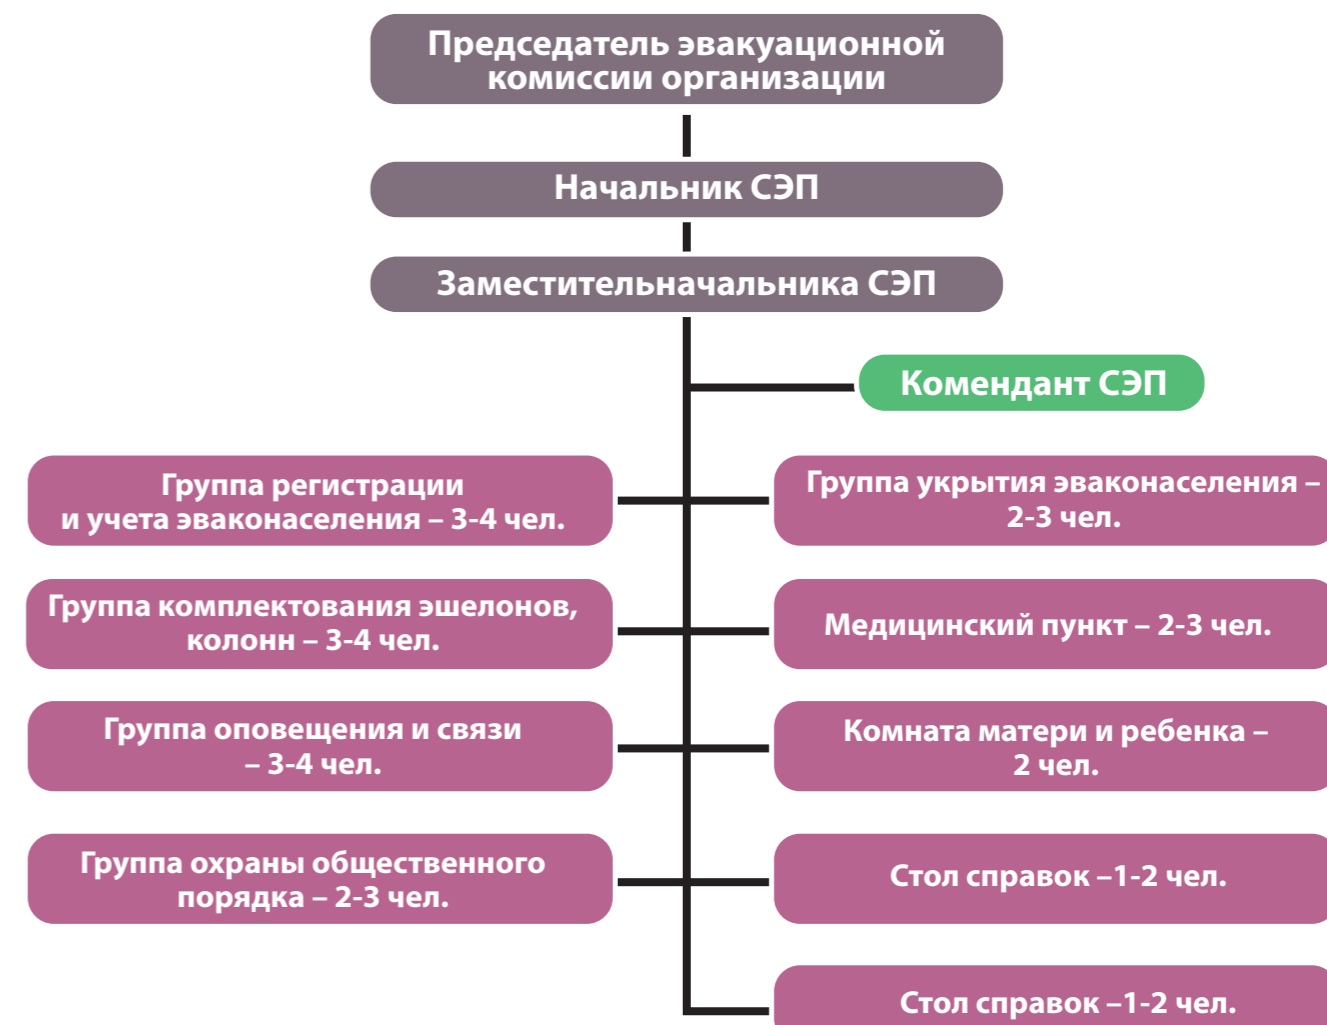 Председатель эвакуационной
комиссии организации
Начальник СЭП
Заместительначальника СЭП
Комендант СЭП
Группа регистрации
и учета эваконаселения – 3-4 чел.
Группа укрытия эваконаселения –
2-3 чел.
Группа комплектования эшелонов,
колонн – 3-4 чел.
Медицинский пункт – 2-3 чел.
Группа оповещения и связи
– 3-4 чел.
Комната матери и ребенка –
2 чел.
Группа охраны общественного
порядка – 2-3 чел.
Стол справок –1-2 чел.
Стол справок –1-2 чел.